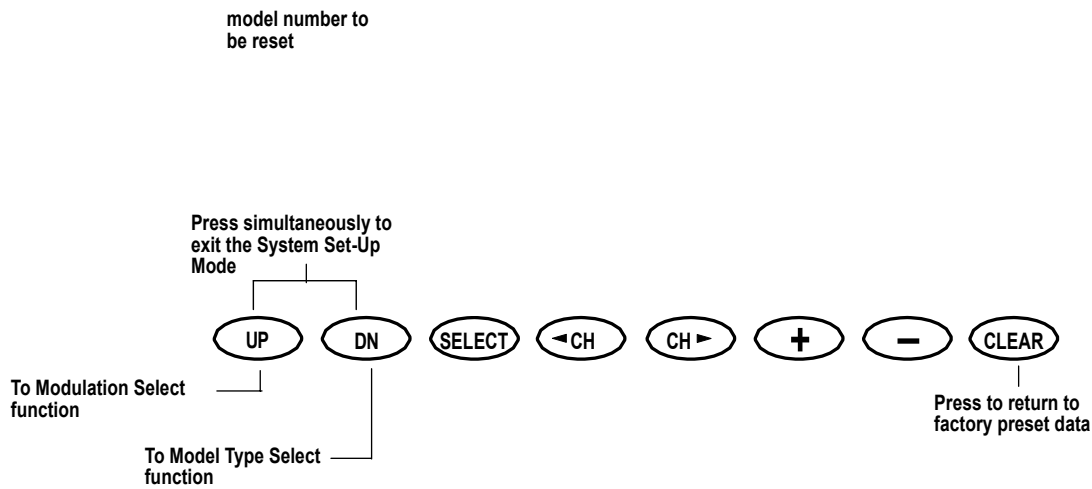 model number to
be reset
Press simultaneously to
exit the System Set-Up
Mode
UP
DN
SELECT
◄CH
CH►
+
−
CLEAR
To Modulation Select
function
Press to return to
factory preset data
To Model Type Select
function